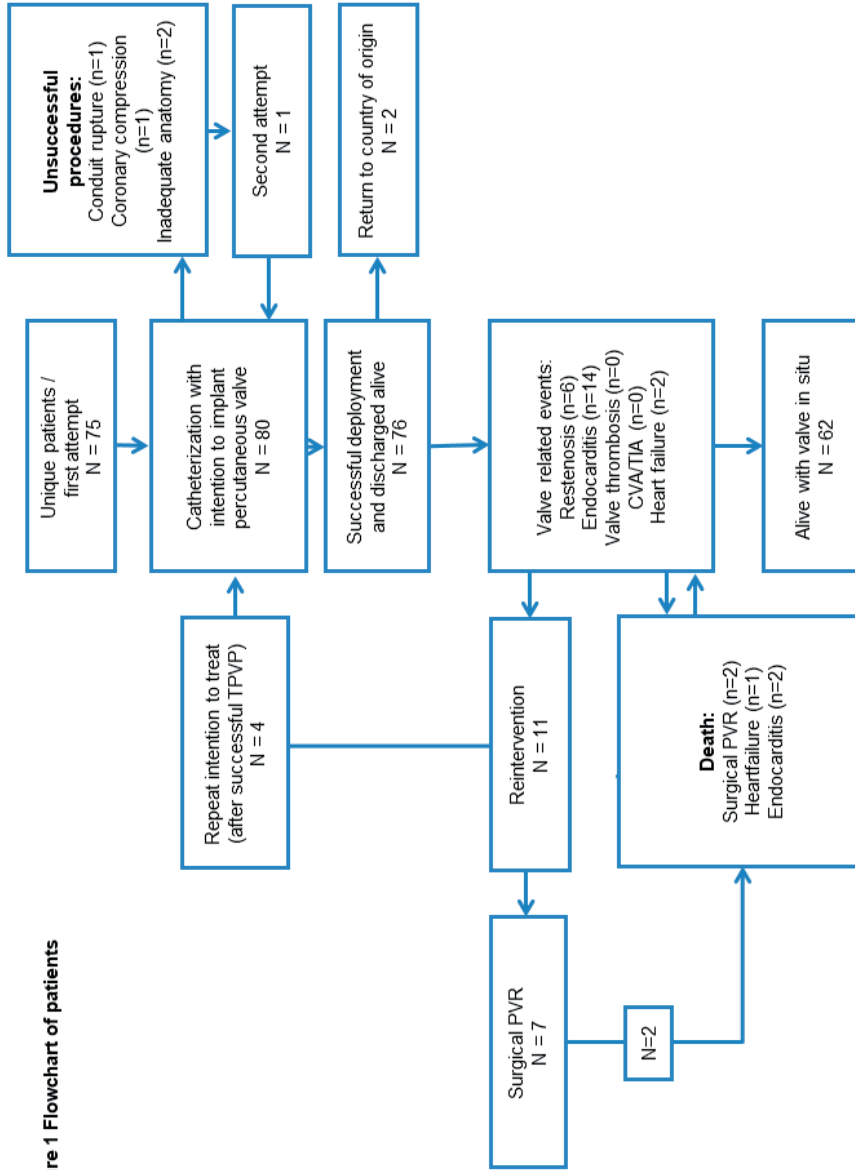 re 1 Flowchart of patients
Unique patients /
first attempt
N = 75
Repeat intention to treat
(after successful TPVP)
N = 4
Catheterization with
intention to implant
percutaneous valve
N = 80
Unsuccessful
procedures:
Conduit rupture (n=1)
Coronary compression
(n=1)
Inadequate anatomy (n=2)
Second attempt
N = 1
Successful deployment
and discharged alive
N = 76
Return to country of origin
N = 2
Surgical PVR
N = 7
Reintervention
N = 11
Valve related events:
Restenosis (n=6)
Endocarditis (n=14)
Valve thrombosis (n=0)
CVA/TIA (n=0)
Heart failure (n=2)
N=2
Death:
Surgical PVR (n=2)
Heartfailure (n=1)
Endocarditis (n=2)
Alive with valve in situ
N = 62